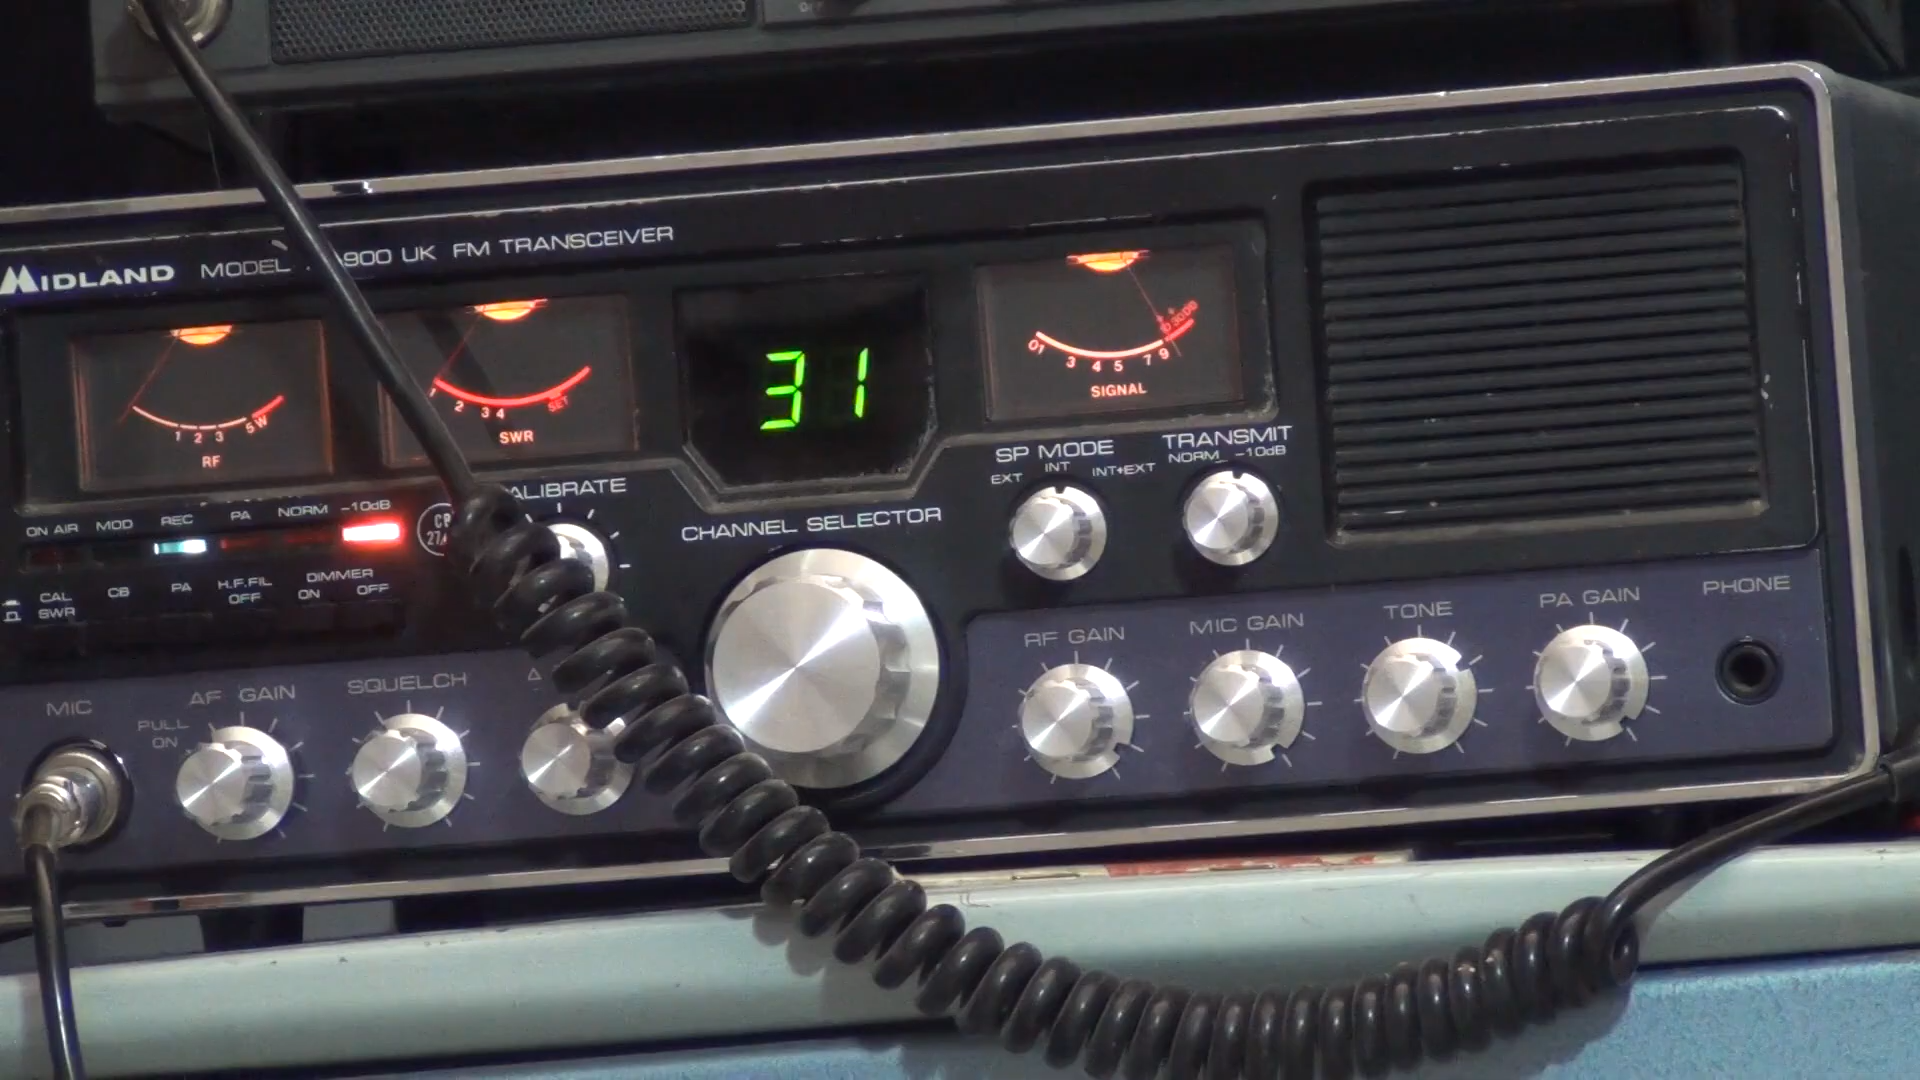 MIDLAND MODEL 900 UK FM TRANSCEIVER
1 2 3 5W
RF
1 2 3 4 SET
SWR
31
01 3 4 5 7 9
SIGNAL
SP MODE
EXT INT INT+EXT
TRANSMIT
NORM -10dB
ON AIR MOD REC PA NORM -10dB
CB
27
ALIBRATE
CHANNEL SELECTOR
CAL SWR
CB
PA
H.F.FIL OFF
DIMMER
ON OFF
MIC
PULL ON
AF GAIN
SQUELCH
RF GAIN
MIC GAIN
TONE
PA GAIN
PHONE